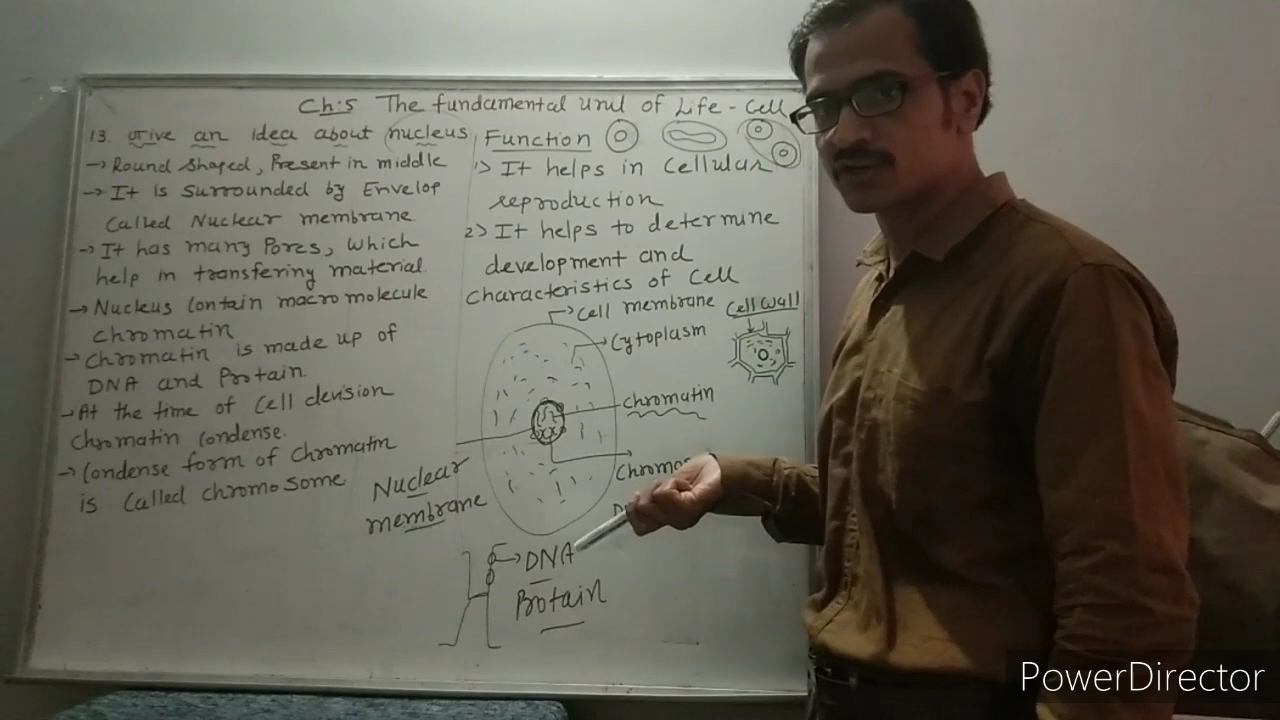 Ch:5 The fundamental unit of Life - Cell
13. Give an idea about nucleus
→ Round shaped, Present in middle
→ It is surrounded by Envelop
Called Nuclear membrane
→ It has many Pores, which
help in transfering material.
→ Nucleus Contain macro molecule
chromatin
→ Chromatin is made up of
DNA and Protain.
→ At the time of Cell devision
Chromatin Condense.
→ Condense form of Chromatin
is Called chromosome.
Function
1> It helps in Cellular
reproduction
2> It helps to determine
development and
Characteristics of Cell
Cell membrane
Cell wall
Cytoplasm
chromatin
Chromos
Nuclear
membrane
DNA
Protain
PowerDirector